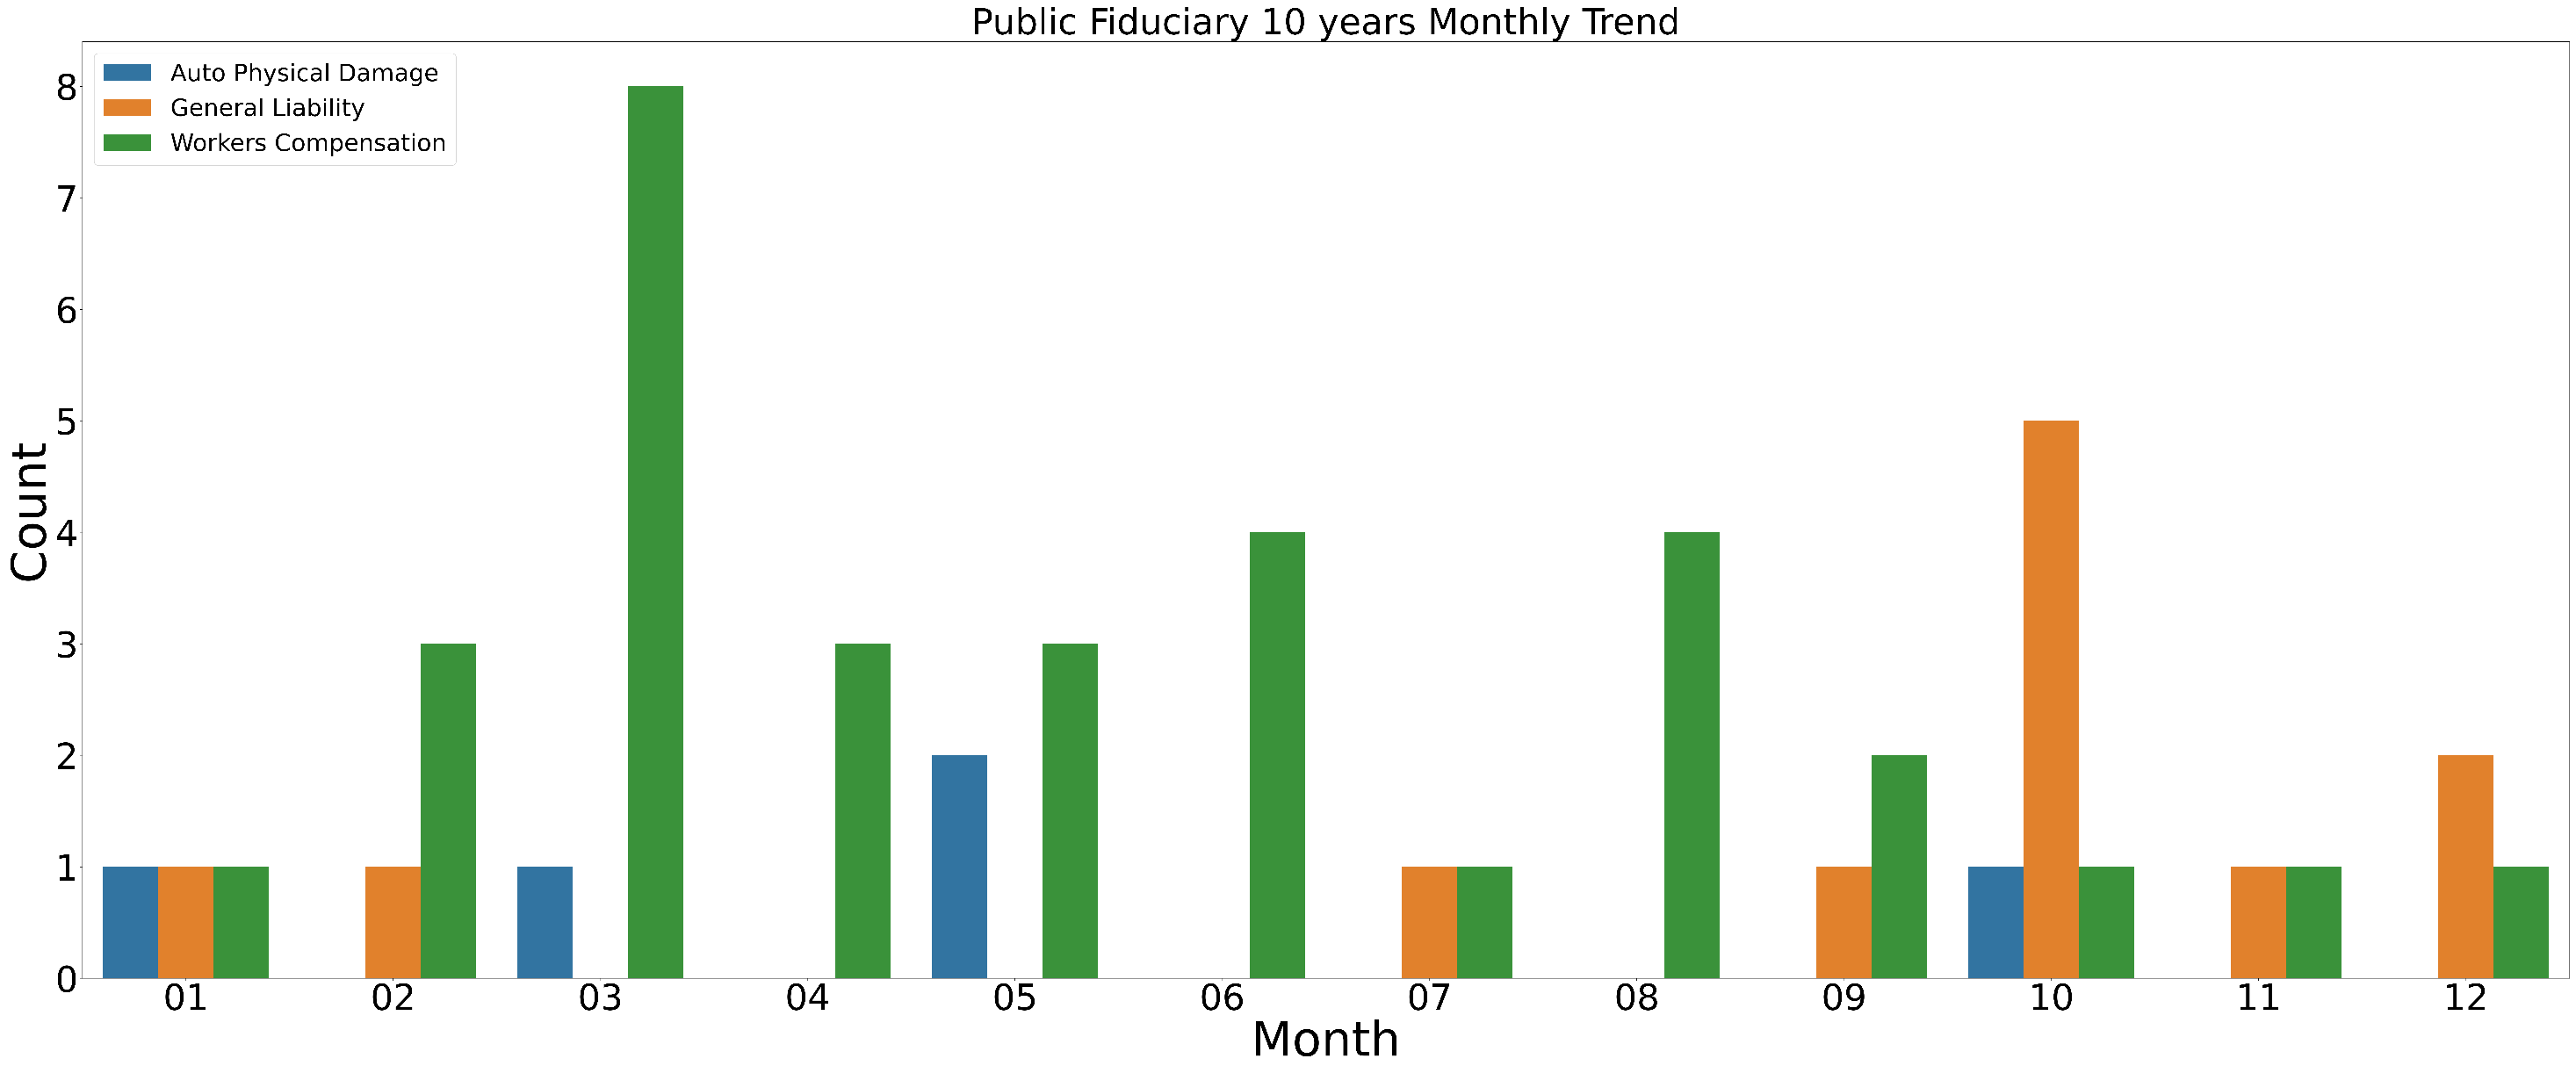 Public Fiduciary 10 years Monthly Trend
Auto Physical Damage
General Liability
Workers Compensation
8
7
6
5
4
3
2
1
0
Count
01 02 03 04 05 06 07 08 09 10 11 12
Month